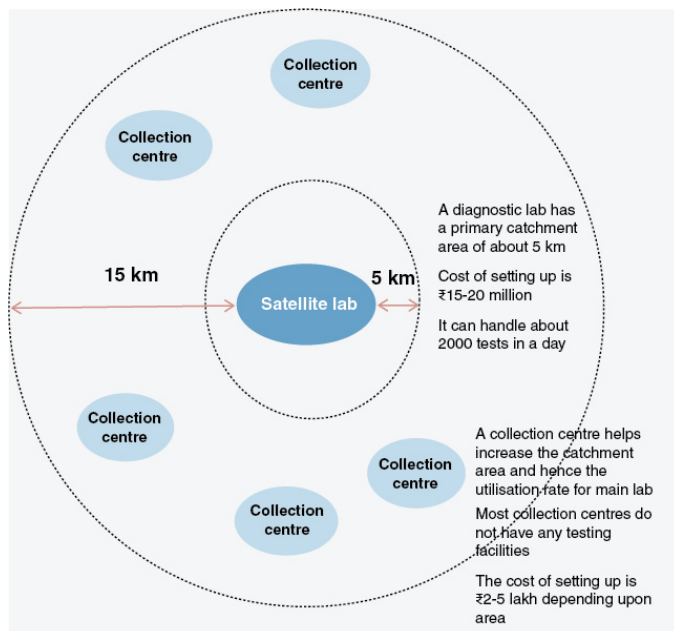 Collection
centre
Collection
centre
A diagnostic lab has
a primary catchment
area of about 5 km
15 km
5 km
Cost of setting up is
₹15-20 million
Satellite lab
It can handle about
2000 tests in a day
Collection
centre
A collection centre helps
increase the catchment
area and hence the
utilisation rate for main lab
Collection
centre
Collection
centre
Most collection centres do
not have any testing
facilities
The cost of setting up is
₹2-5 lakh depending upon
area